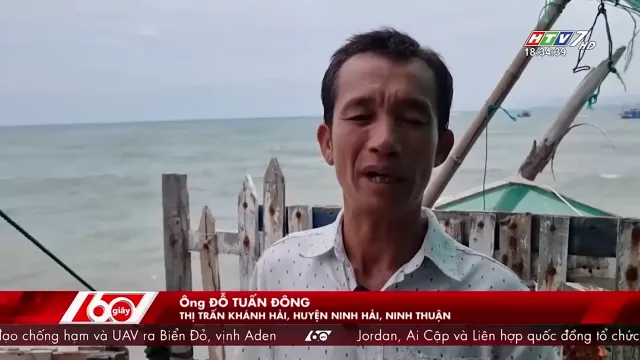 HTV7 HD
18:34:39
60 giây
Ông ĐỖ TUẤN ĐÔNG
THỊ TRẤN KHÁNH HẢI, HUYỆN NINH HẢI, NINH THUẬN
đạo chống hạm và UAV ra Biển Đỏ, vịnh Aden 60 Jordan, Ai Cập và Liên hợp quốc đồng tổ chức